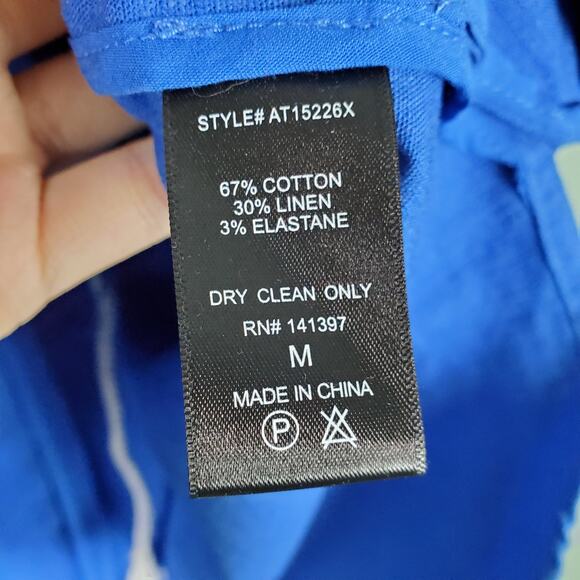 STYLE# AT15226X
67% COTTON
30% LINEN
3% ELASTANE
DRY CLEAN ONLY
RN# 141397
M
MADE IN CHINA
P